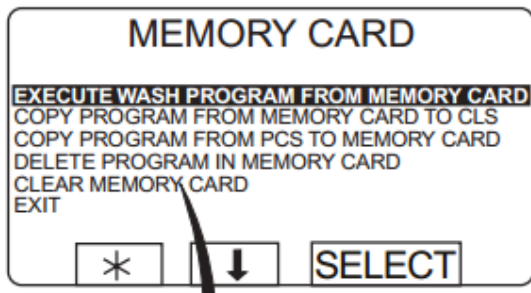 MEMORY CARD
EXECUTE WASH PROGRAM FROM MEMORY CARD
COPY PROGRAM FROM MEMORY CARD TO CLS
COPY PROGRAM FROM PCS TO MEMORY CARD
DELETE PROGRAM IN MEMORY CARD
CLEAR MEMORY CARD
EXIT
* ↓ SELECT